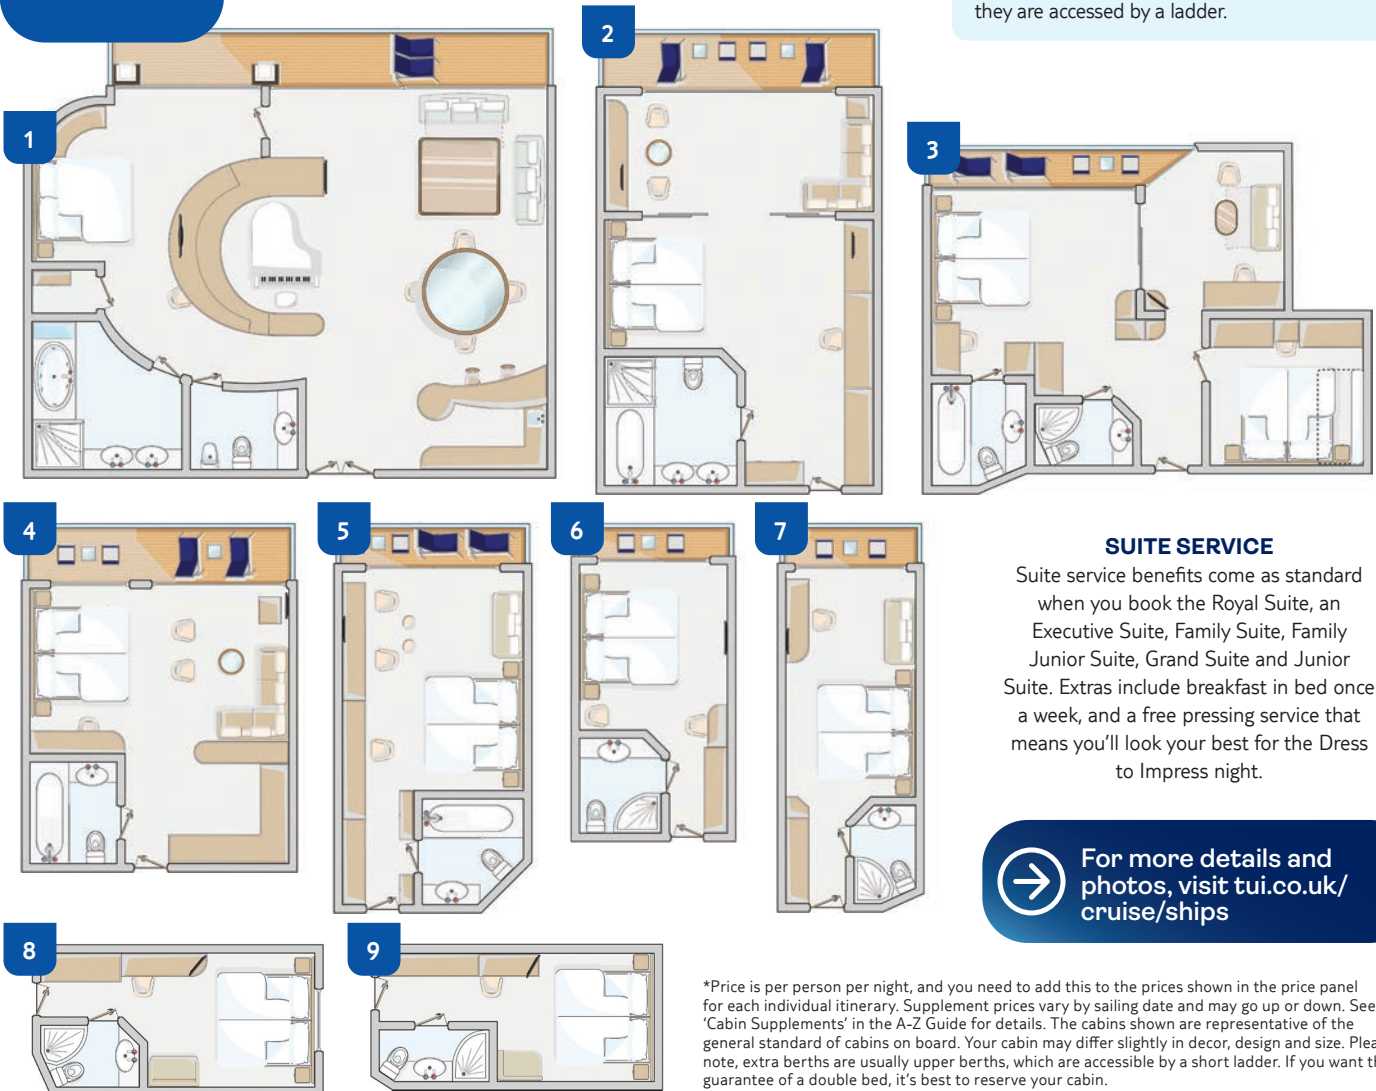 they are accessed by a ladder.
1
2
3
4
5
6
7
8
9
SUITE SERVICE
Suite service benefits come as standard
when you book the Royal Suite, an
Executive Suite, Family Suite, Family
Junior Suite, Grand Suite and Junior
Suite. Extras include breakfast in bed once
a week, and a free pressing service that
means you'll look your best for the Dress
to Impress night.
For more details and
photos, visit tui.co.uk/
cruise/ships
*Price is per person per night, and you need to add this to the prices shown in the price panel
for each individual itinerary. Supplement prices vary by sailing date and may go up or down. See
'Cabin Supplements' in the A-Z Guide for details. The cabins shown are representative of the
general standard of cabins on board. Your cabin may differ slightly in decor, design and size.
note, extra berths are usually upper berths, which are accessible by a short ladder. If you want
guarantee of a double bed, it's best to reserve your cabin.